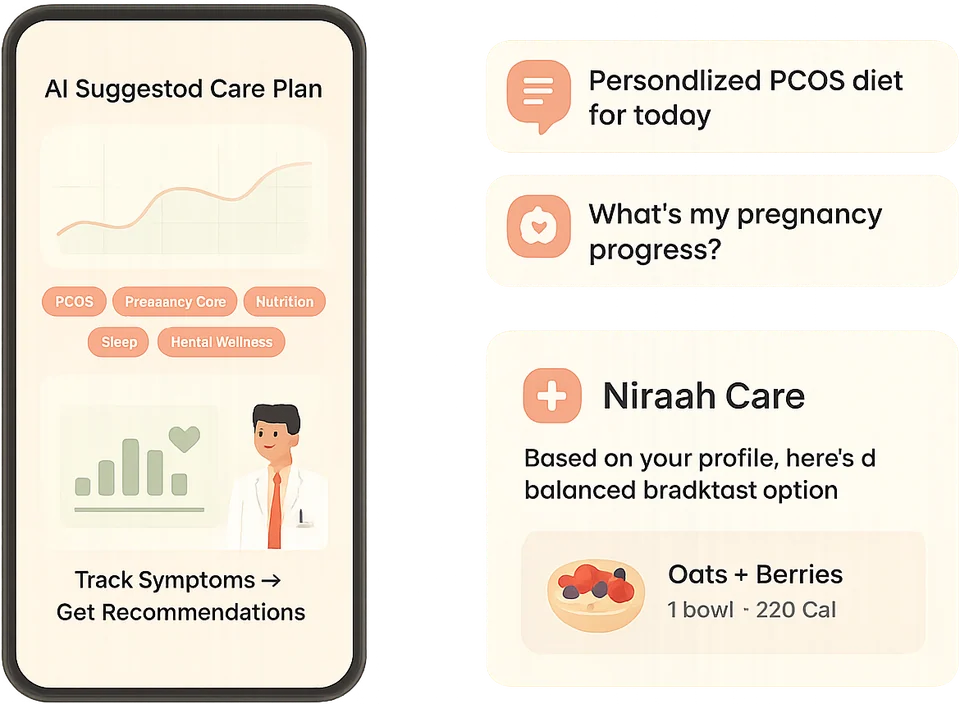 AI Suggestod Care Plan
PCOS
Preaaancy Core
Nutrition
Sleep
Hental Wellness
Track Symptoms →
Get Recommendations
Persondlized PCOS diet
for today
What's my pregnancy
progress?
Niraah Care
Based on your profile, here's d
balanced bradktast option
Oats + Berries
1 bowl · 220 Cal